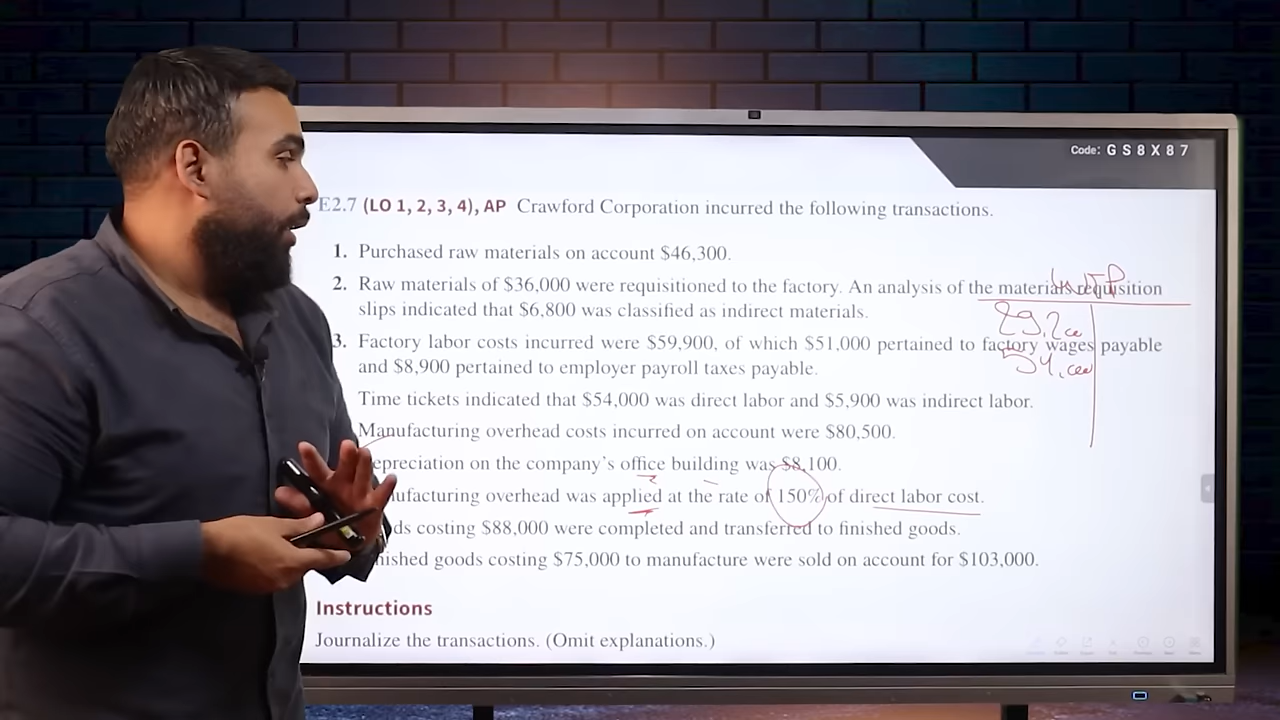 Code: G S 8 X 8 7
E2.7 (LO 1, 2, 3, 4), AP Crawford Corporation incurred the following transactions.
1. Purchased raw materials on account $46,300.
2. Raw materials of $36,000 were requisitioned to the factory. An analysis of the materials requisition
slips indicated that $6,800 was classified as indirect materials.
3. Factory labor costs incurred were $59,900, of which $51,000 pertained to factory wages payable
and $8,900 pertained to employer payroll taxes payable.
Time tickets indicated that $54,000 was direct labor and $5,900 was indirect labor.
Manufacturing overhead costs incurred on account were $80,500.
epreciation on the company's office building was $8,100.
ufacturing overhead was applied at the rate of 150% of direct labor cost.
ds costing $88,000 were completed and transferred to finished goods.
nished goods costing $75,000 to manufacture were sold on account for $103,000.
Instructions
Journalize the transactions. (Omit explanations.)